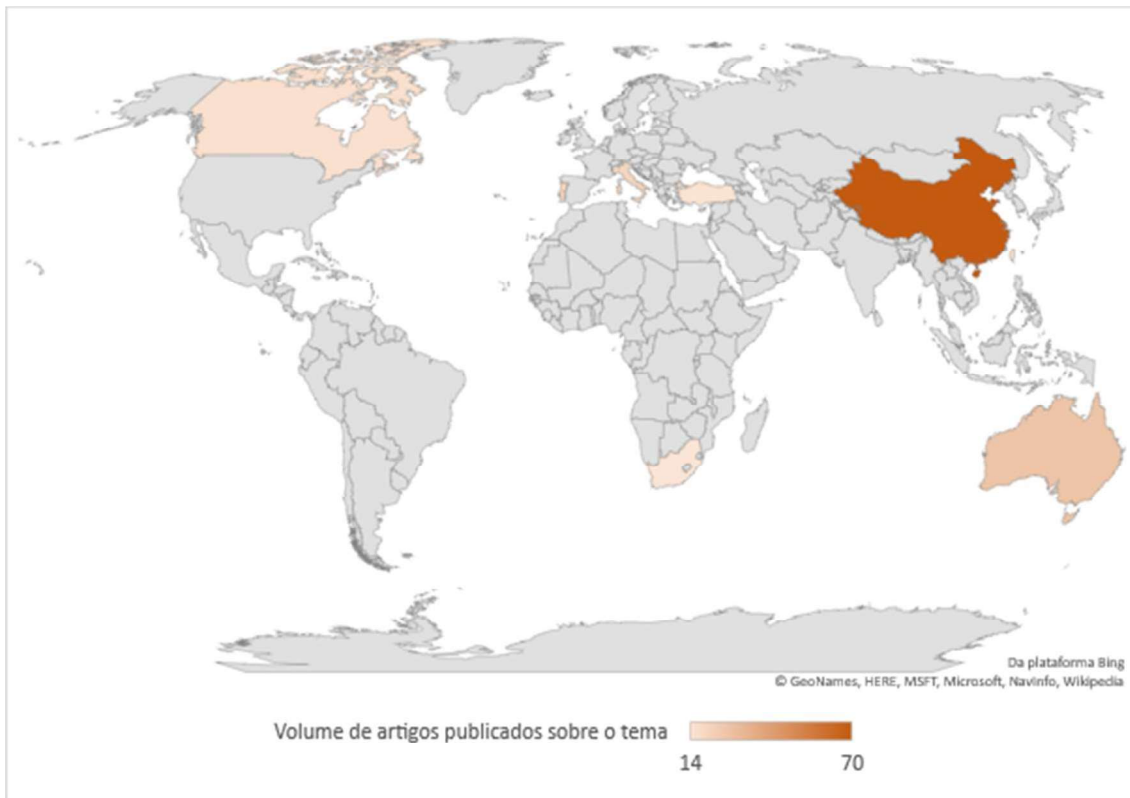 Da plataforma Bing
© GeoNames, HERE, MSFT, Microsoft, NavInfo, Wikipedia
Volume de artigos publicados sobre o tema
14 70